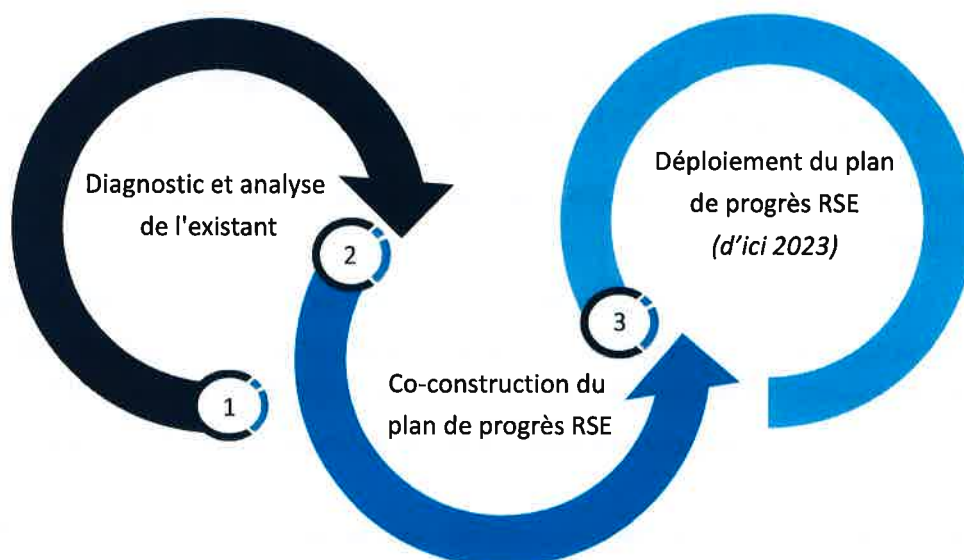 1
Diagnostic et analyse
de l'existant
2
Co-construction du
plan de progrès RSE
3
Déploiement du plan
de progrès RSE
(d'ici 2023)